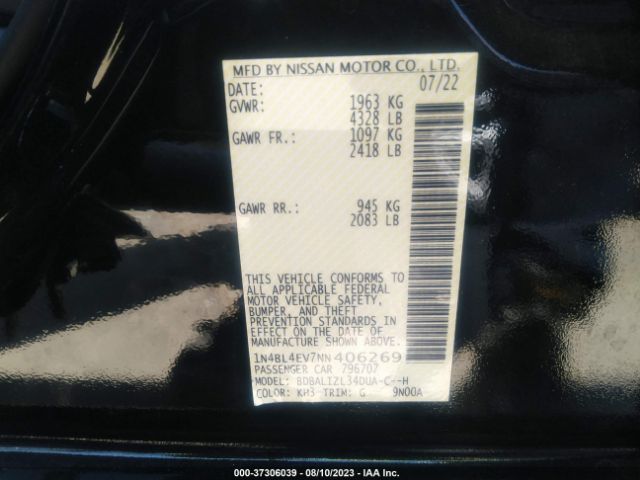 MFD BY NISSAN MOTOR CO., LTD.
DATE: 07/22
GVWR: 1963 KG
4328 LB
GAWR FR.: 1097 KG
2418 LB
GAWR RR.: 945 KG
2083 LB
THIS VEHICLE CONFORMS TO
ALL APPLICABLE FEDERAL
MOTOR VEHICLE SAFETY,
BUMPER, AND THEFT
PREVENTION STANDARDS IN
EFFECT ON THE DATE OF
MANUFACTURE SHOWN ABOVE.
1N4BL4EV7NN406269
PASSENGER CAR 796707
MODEL: BDBALIZL34DUA-C--H
COLOR: KH3 TRIM: G 9N00A
000-37306039 - 08/10/2023 - IAA Inc.